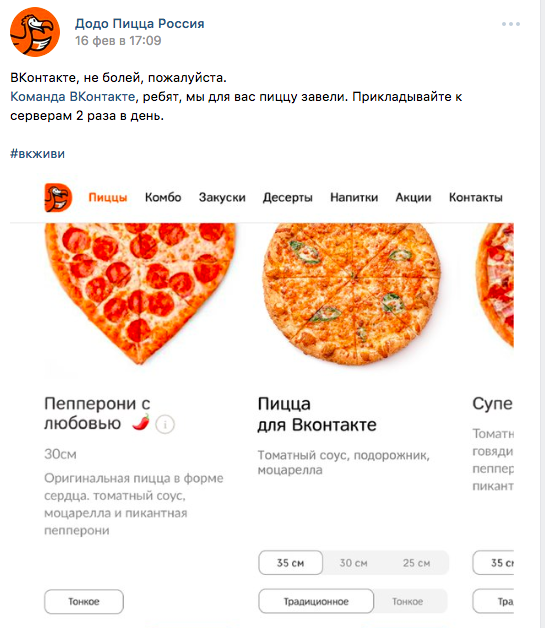 Додо Пицца Россия
16 фев в 17:09
ВКонтакте, не болей, пожалуйста.
Команда ВКонтакте, ребят, мы для вас пиццу завели. Прикладывайте к
серверам 2 раза в день.
#вкживи
Пиццы Комбо Закуски Десерты Напитки Акции Контакты
Пепперони с
любовью
30см
Оригинальная пицца в форме
сердца. томатный соус,
моцарелла и пикантная
пепперони
Тонкое
Пицца
для Вконтакте
Томатный соус, подорожник,
моцарелла
35 см 30 см 25 см
Традиционное Тонкое
Супе
Томатн
говяди
пеппер
пикант
35 с
Тра